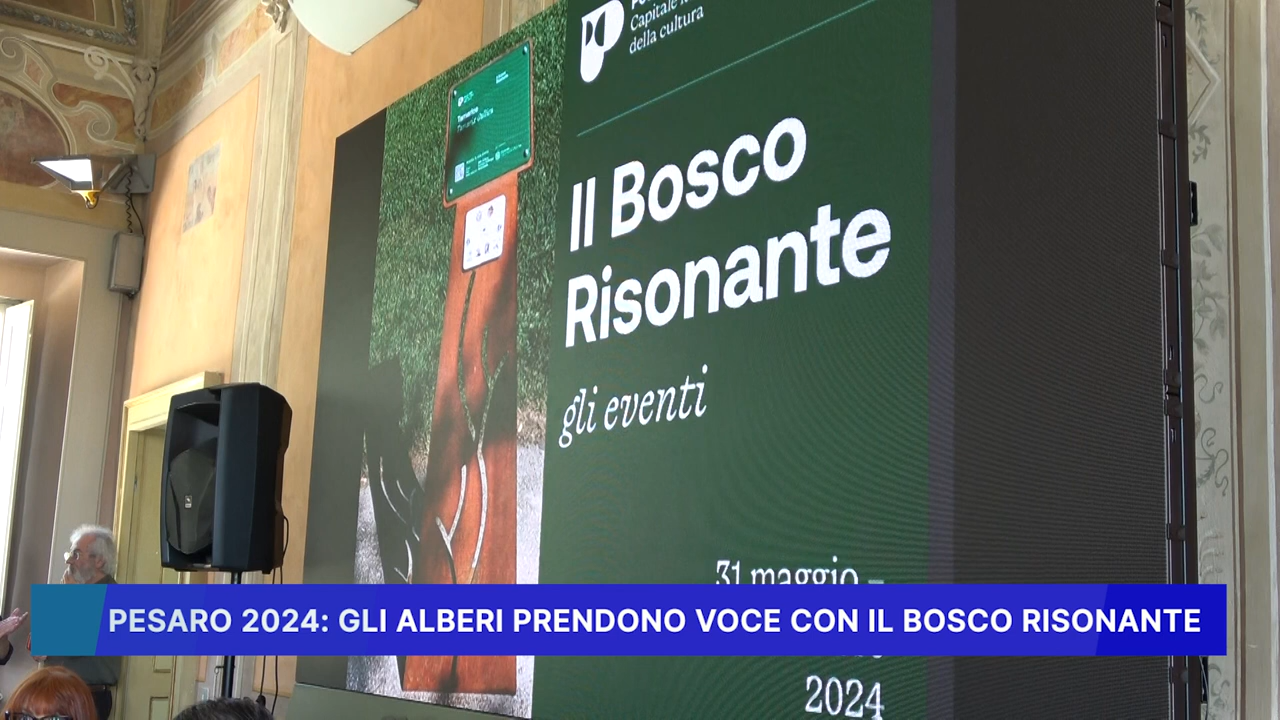 Capitale
della cultura
Il Bosco
Risonante
gli eventi
31 maggio –
2024
PESARO 2024: GLI ALBERI PRENDONO VOCE CON IL BOSCO RISONANTE